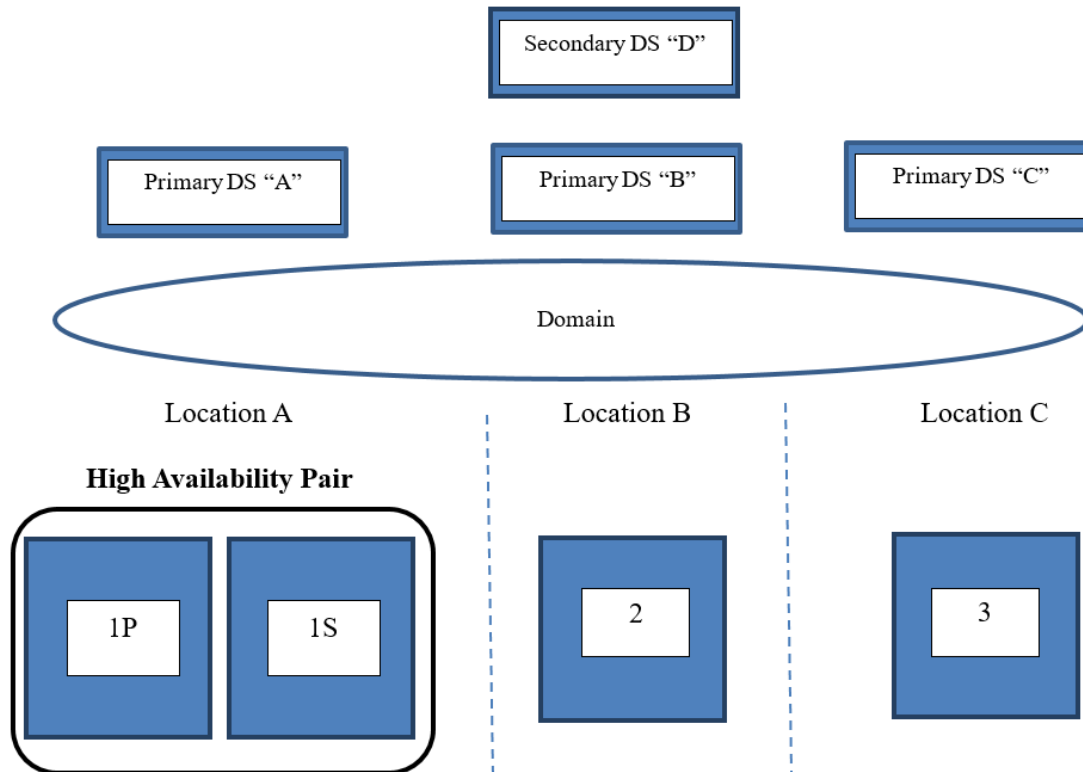 Secondary DS “D”
Primary DS “A”
Primary DS “B”
Primary DS “C”
Domain
Location A
Location B
Location C
High Availability Pair
1P
1S
2
3